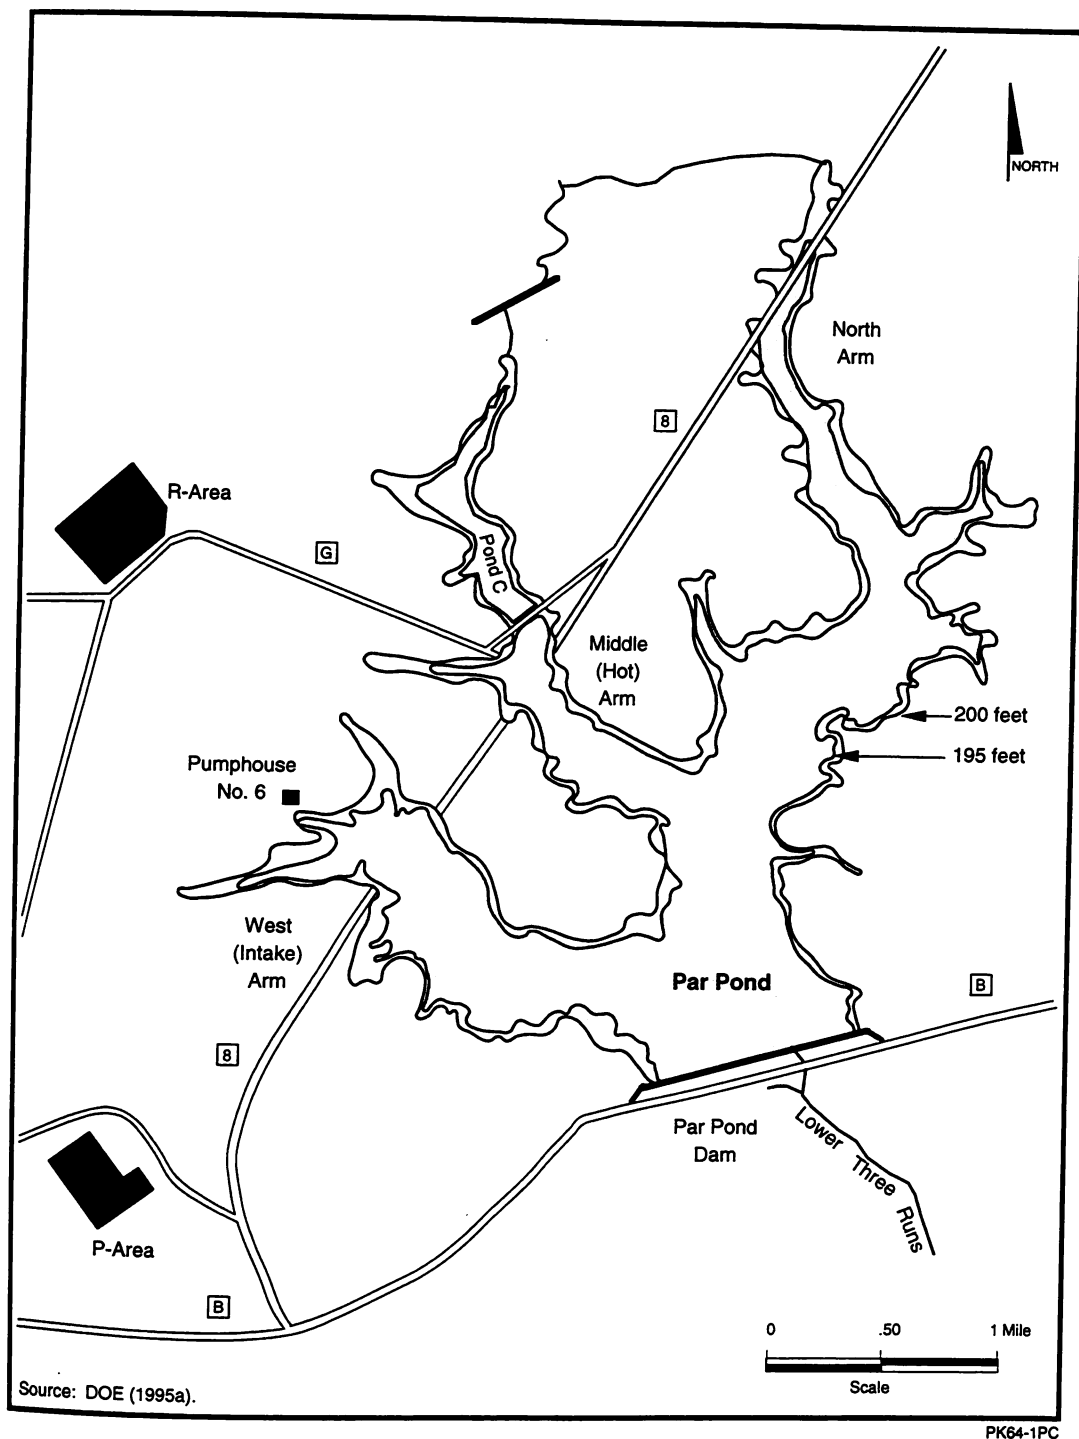 NORTH
North
Arm
8
R-Area
G
Pond C
Middle
(Hot)
Arm
200 feet
195 feet
Pumphouse
No. 6
West
(Intake)
Arm
Par Pond
B
8
Par Pond
Dam
Lower Three Runs
P-Area
B
0 .50 1 Mile
Scale
Source: DOE (1995a).
PK64-1PC